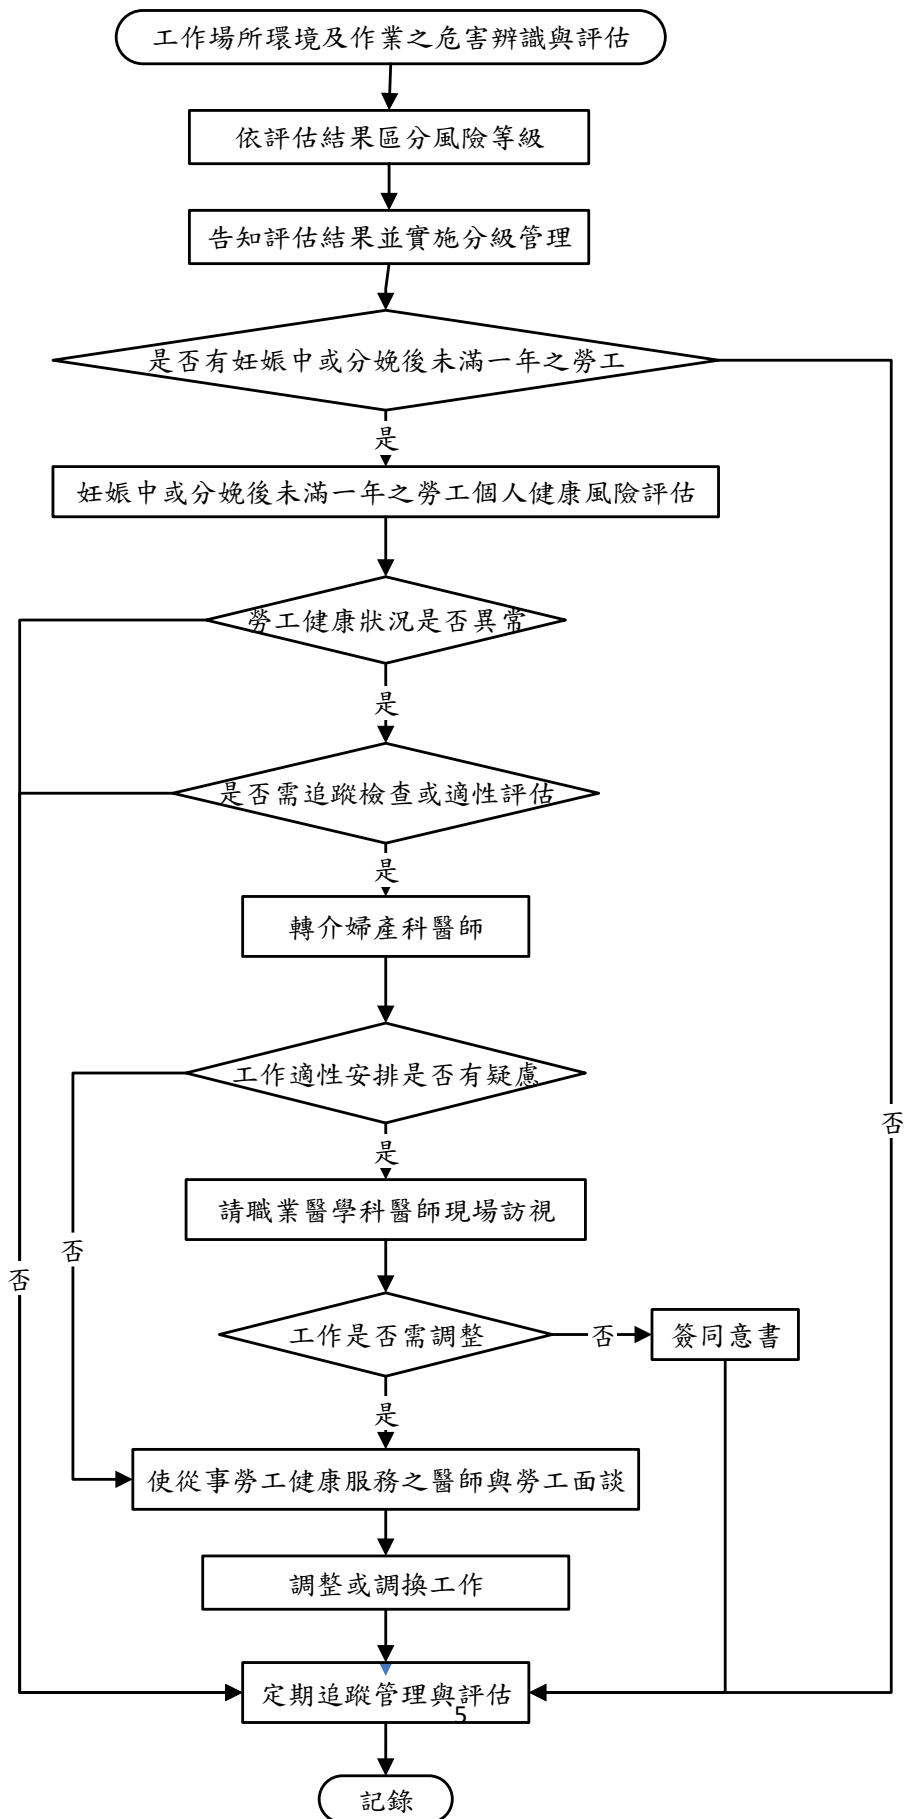 工作場所環境及作業之危害辨識與評估
依評估結果區分風險等級
告知評估結果並實施分級管理
是否有妊娠中或分娩後未滿一年之勞工
是
妊娠中或分娩後未滿一年之勞工個人健康風險評估
勞工健康狀況是否異常
是
是否需追蹤檢查或適性評估
是
轉介婦產科醫師
工作適性安排是否有疑慮
否
是
請職業醫學科醫師現場訪視
否
否
工作是否需調整
否
簽同意書
是
使從事勞工健康服務之醫師與勞工面談
調整或調換工作
定期追蹤管理與評估
5
記錄